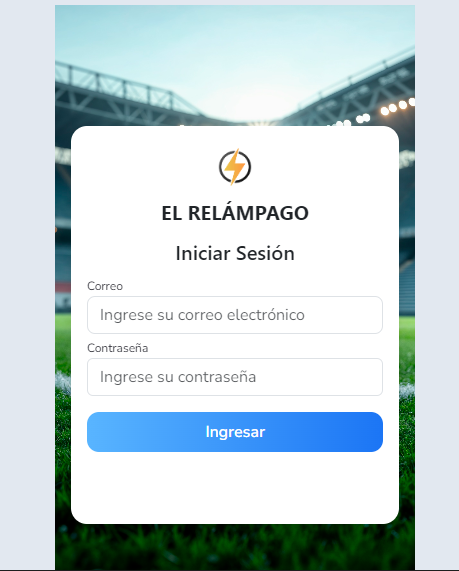 EL RELÁMPAGO
Iniciar Sesión
Correo
Ingrese su correo electrónico
Contraseña
Ingrese su contraseña
Ingresar